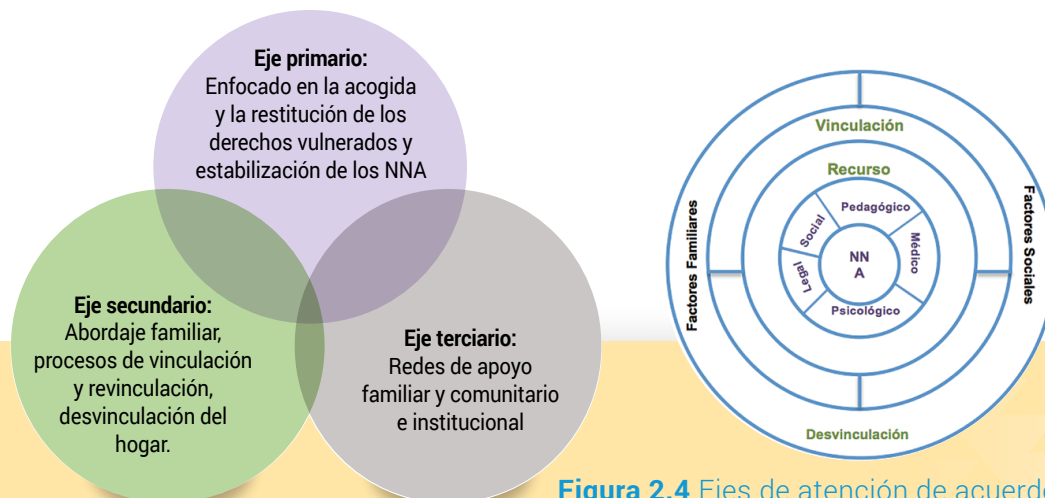 Eje primario:
Enfocado en la acogida
y la restitución de los
derechos vulnerados y
estabilización de los NNA
Eje secundario:
Abordaje familiar,
procesos de vinculación
y revinculación,
desvinculación del
hogar.
Eje terciario:
Redes de apoyo
familiar y comunitario
e institucional
Vinculación
Recurso
Pedagógico
Social
Médico
NN
A
Legal
Psicológico
Factores Familiares
Factores Sociales
Desvinculación
Figura 2.4 Ejes de atención de acuerdo